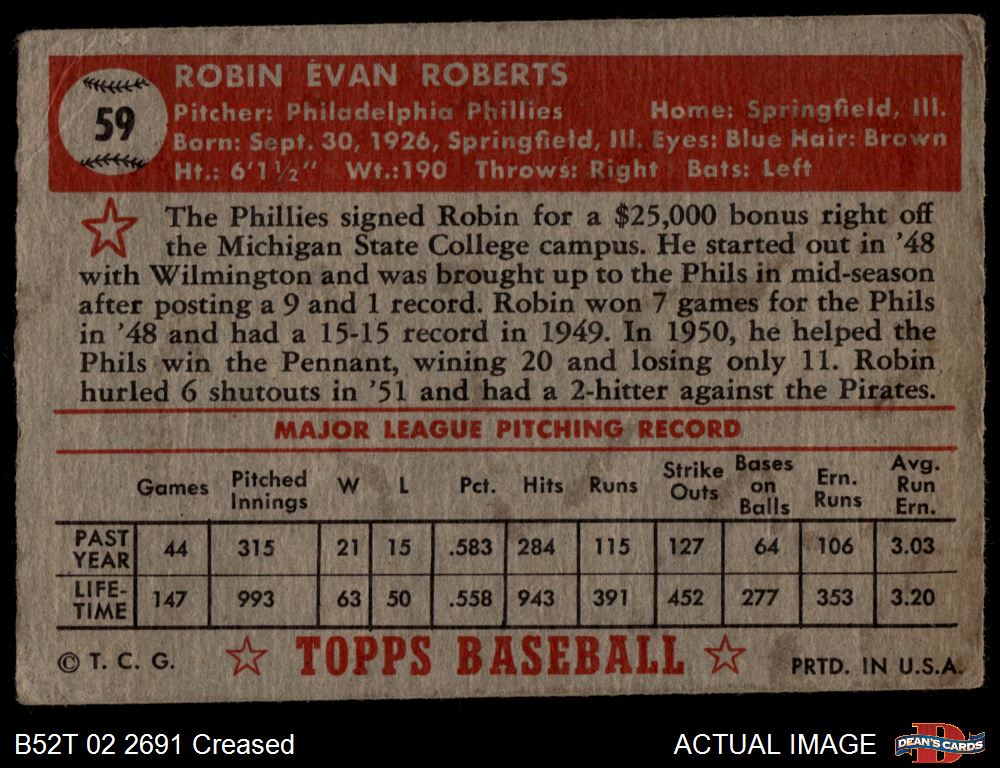 59
ROBIN EVAN ROBERTS
Pitcher: Philadelphia Phillies Home: Springfield, Ill.
Born: Sept. 30, 1926, Springfield, Ill. Eyes: Blue Hair: Brown
Ht.: 6'1½" Wt.:190 Throws: Right Bats: Left
The Phillies signed Robin for a $25,000 bonus right off
the Michigan State College campus. He started out in '48
with Wilmington and was brought up to the Phils in mid-season
after posting a 9 and 1 record. Robin won 7 games for the Phils
in '48 and had a 15-15 record in 1949. In 1950, he helped the
Phils win the Pennant, wining 20 and losing only 11. Robin
hurled 6 shutouts in '51 and had a 2-hitter against the Pirates.
MAJOR LEAGUE PITCHING RECORD
Games Pitched Innings W L Pct. Hits Runs Strike Outs Bases on Balls Ern. Runs Avg. Run Ern.
PAST YEAR 44 315 21 15 .583 284 115 127 64 106 3.03
LIFE-TIME 147 993 63 50 .558 943 391 452 277 353 3.20
© T. C. G. TOPPS BASEBALL PRTD. IN U.S.A.
B52T 02 2691 Creased ACTUAL IMAGE DEAN'S CARDS